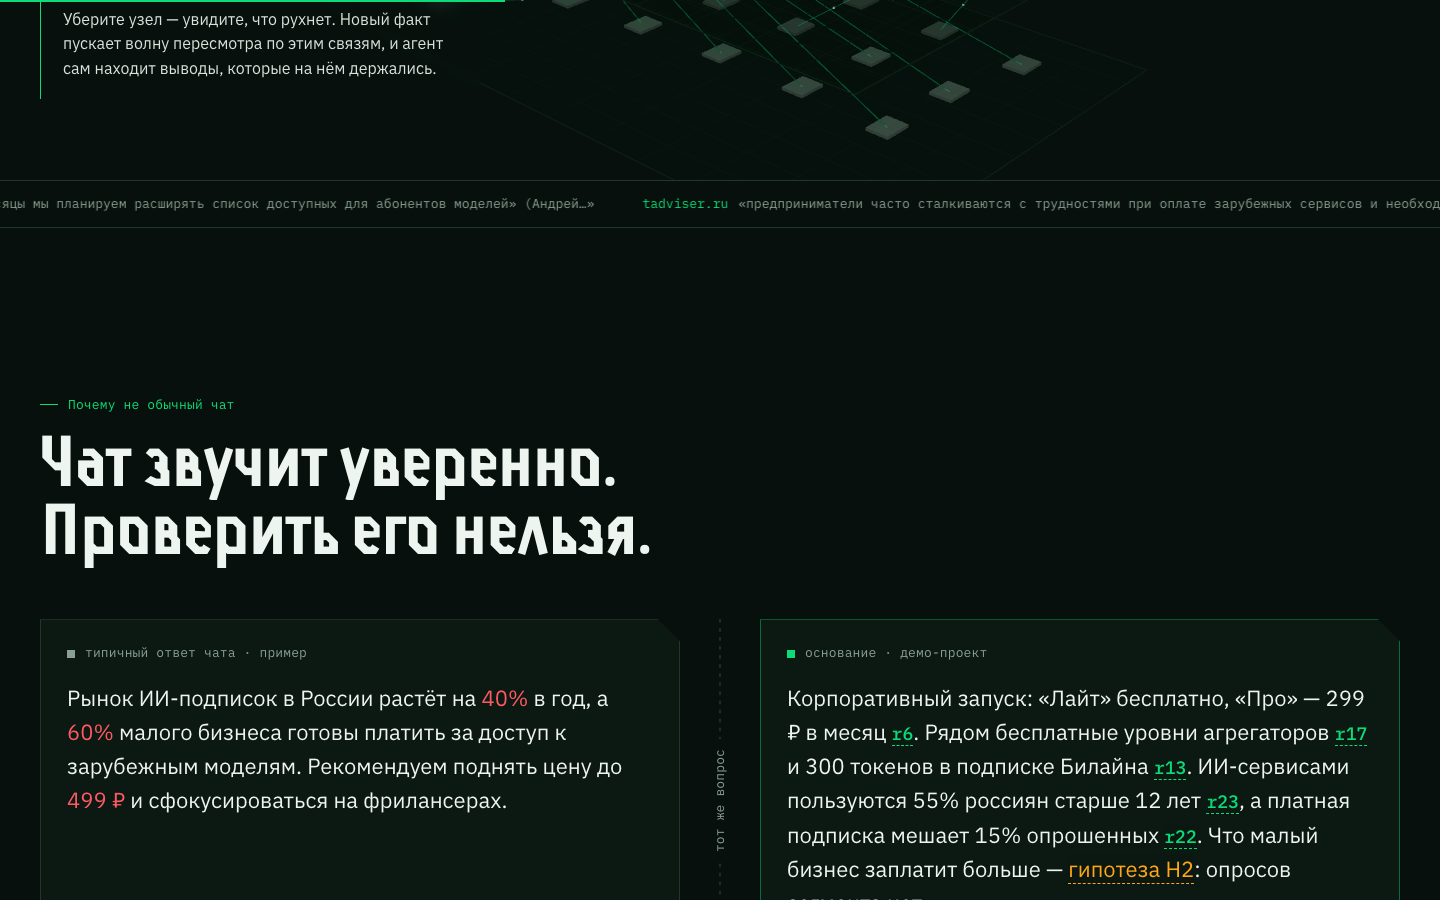 Уберите узел — увидите, что рухнет. Новый факт
пускает волну пересмотра по этим связям, и агент
сам находит выводы, которые на нём держались.
мы планируем расширять список доступных для абонентов моделей» (Андрей…»
tadviser.ru «предприниматели часто сталкиваются с трудностями при оплате зарубежных сервисов и
Почему не обычный чат
Чат звучит уверенно.
Проверить его нельзя.
типичный ответ чата · пример
Рынок ИИ-подписок в России растёт на 40% в год, а
60% малого бизнеса готовы платить за доступ к
зарубежным моделям. Рекомендуем поднять цену до
499 ₽ и сфокусироваться на фрилансерах.
тот же вопрос
основание · демо-проект
Корпоративный запуск: «Лайт» бесплатно, «Про» — 299
₽ в месяц r6. Рядом бесплатные уровни агрегаторов r17
и 300 токенов в подписке Билайна r13. ИИ-сервисами
пользуются 55% россиян старше 12 лет r23, а платная
подписка мешает 15% опрошенных r22. Что малый
бизнес заплатит больше — гипотеза H2: опросов